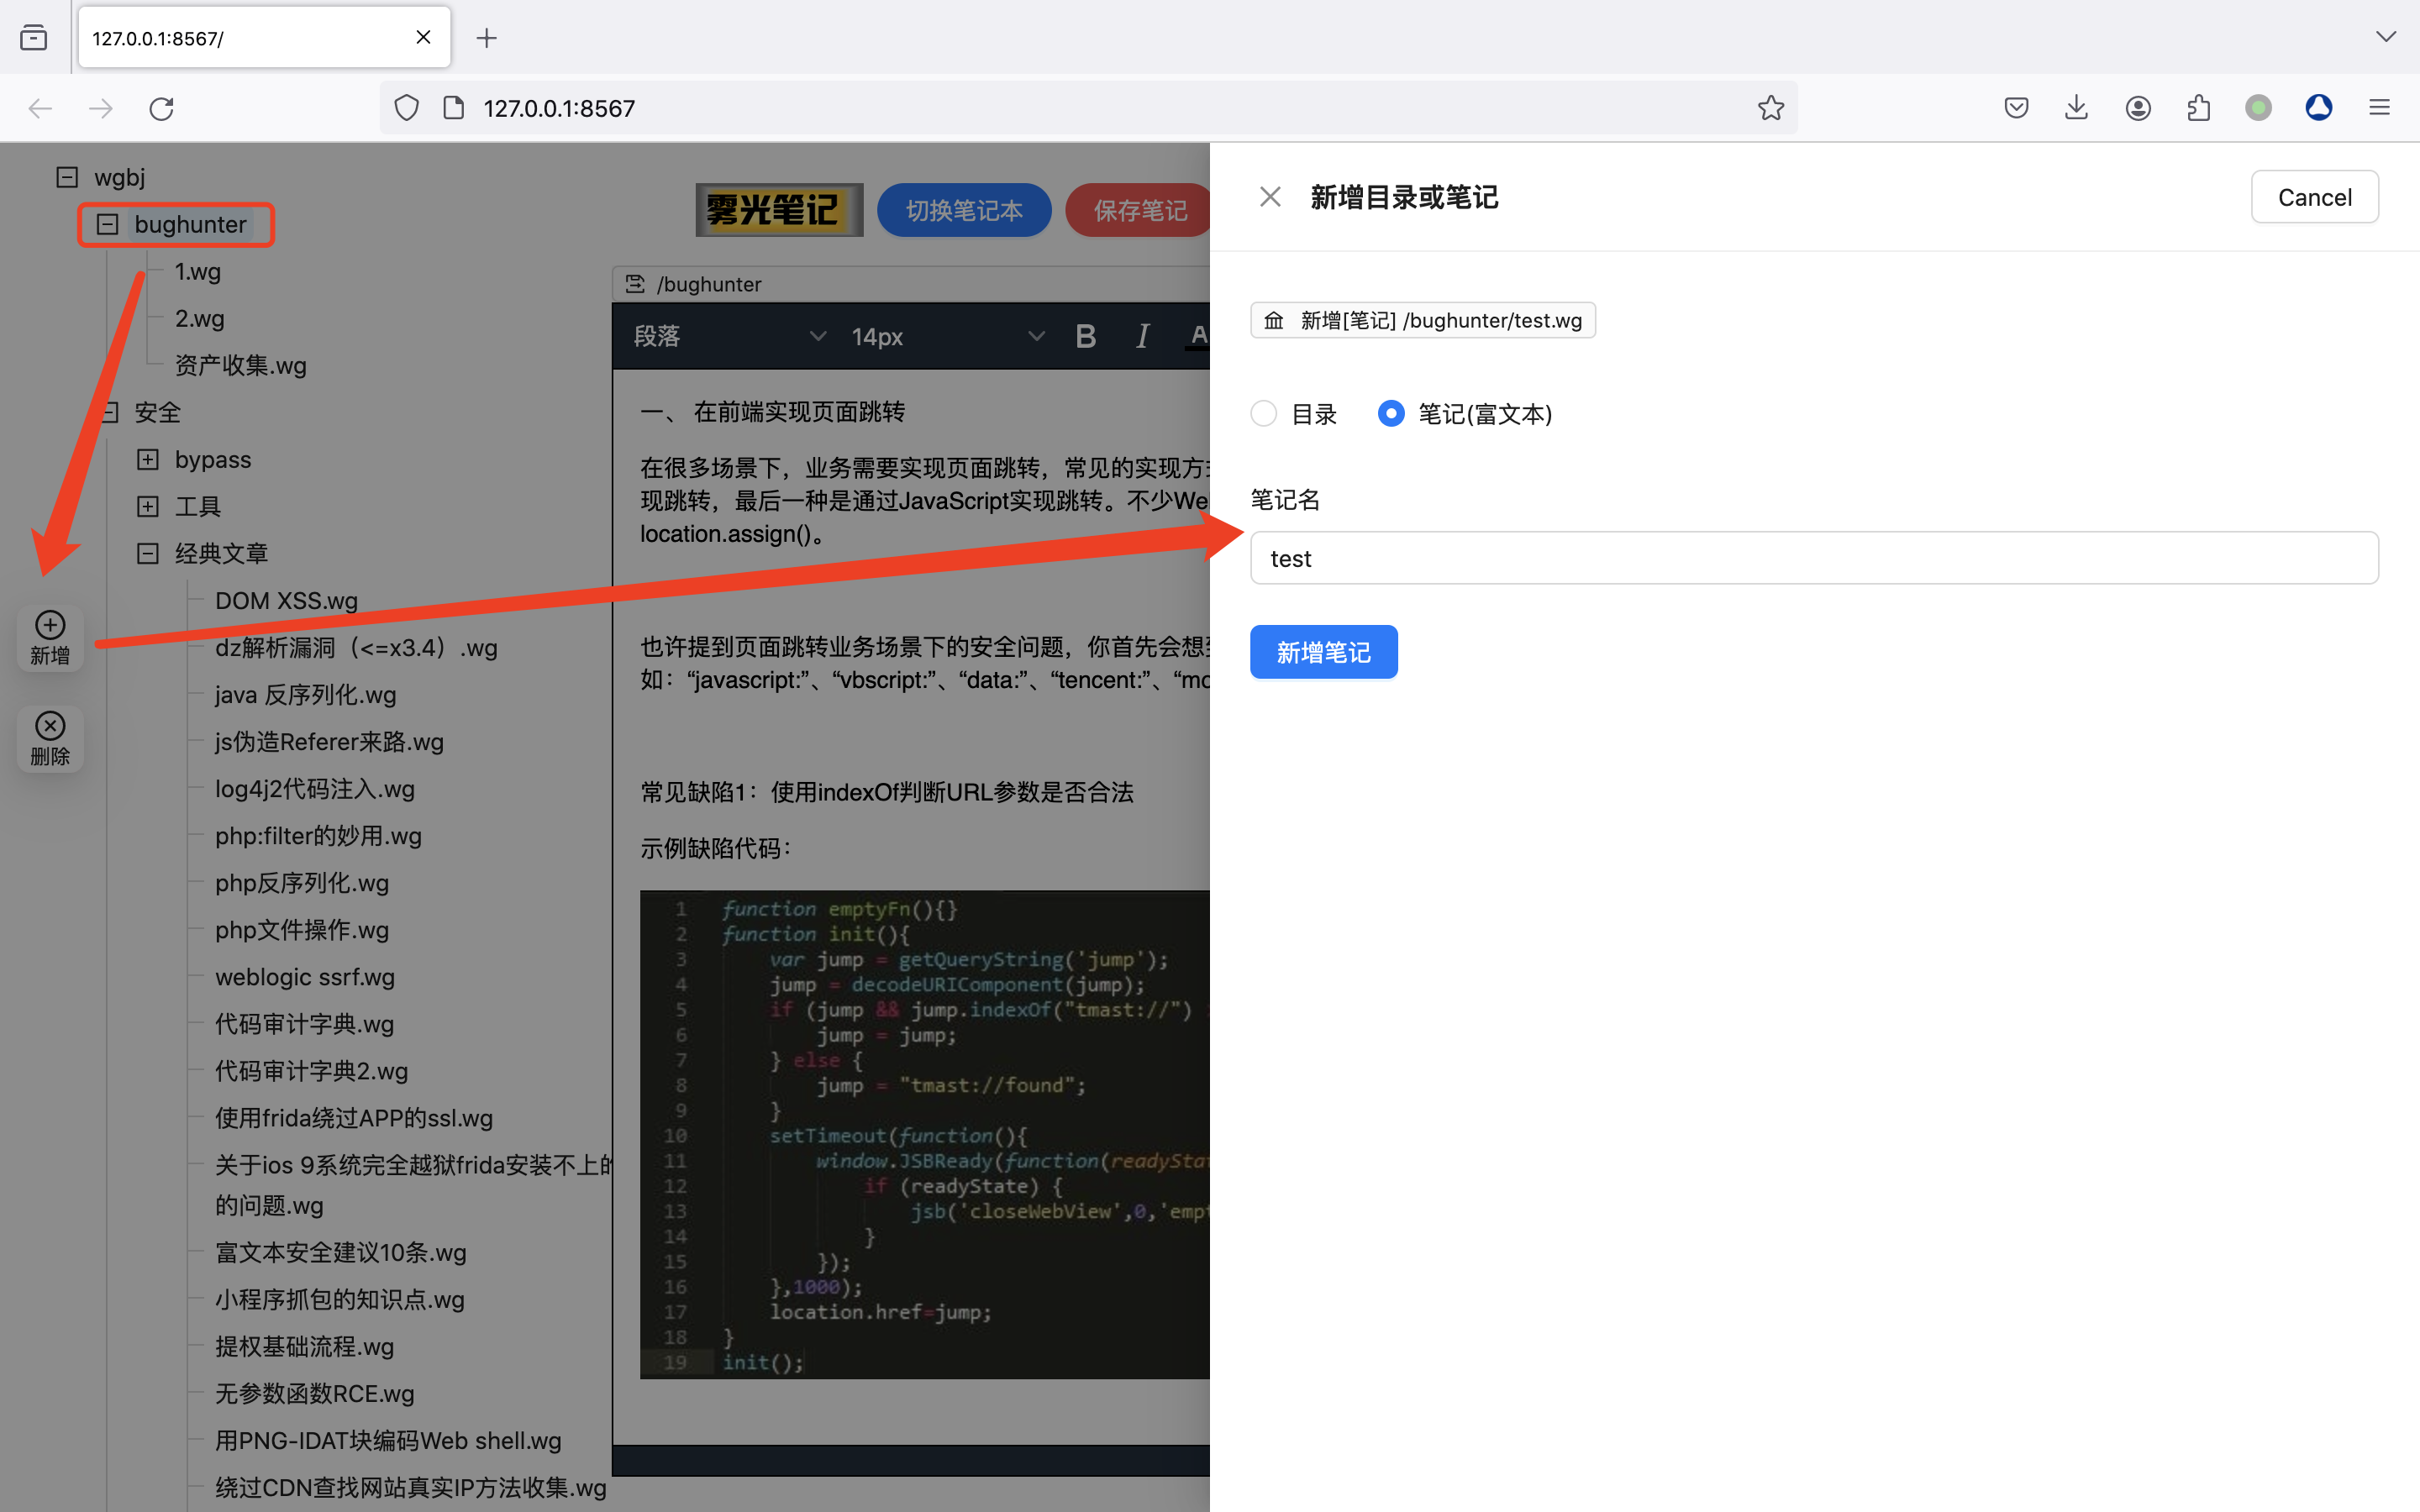 127.0.0.1:8567/
127.0.0.1:8567
wgbj
bughunter
1.wg
2.wg
资产收集.wg
安全
bypass
工具
经典文章
DOM XSS.wg
dz解析漏洞（<=x3.4）.wg
java 反序列化.wg
js伪造Referer来路.wg
log4j2代码注入.wg
php:filter的妙用.wg
php反序列化.wg
php文件操作.wg
weblogic ssrf.wg
代码审计字典.wg
代码审计字典2.wg
使用frida绕过APP的ssl.wg
关于ios 9系统完全越狱frida安装不上的
的问题.wg
富文本安全建议10条.wg
小程序抓包的知识点.wg
提权基础流程.wg
无参数函数RCE.wg
用PNG-IDAT块编码Web shell.wg
绕过CDN查找网站真实IP方法收集.wg
新增
删除
雾光笔记
切换笔记本
保存笔记
/bughunter
段落 14px B I A
一、 在前端实现页面跳转
在很多场景下，业务需要实现页面跳转，常见的实现方
现跳转，最后一种是通过JavaScript实现跳转。不少We
location.assign()。
也许提到页面跳转业务场景下的安全问题，你首先会想
如：“javascript:”、“vbscript:”、“data:”、“tencent:”、“mo
常见缺陷1：使用indexOf判断URL参数是否合法
示例缺陷代码：
1 function emptyFn(){}
2 function init(){
3 var jump = getQueryString('jump');
4 jump = decodeURIComponent(jump);
5 if (jump && jump.indexOf("tmast://")
6 jump = jump;
7 } else {
8 jump = "tmast://found";
9 }
10 setTimeout(function(){
11 window.JSBReady(function(readySta
12 if (readyState) {
13 jsb('closeWebView',0,'empt
14 }
15 });
16 },1000);
17 location.href=jump;
18 }
19 init();
新增目录或笔记
Cancel
新增[笔记] /bughunter/test.wg
目录 笔记(富文本)
笔记名
test
新增笔记